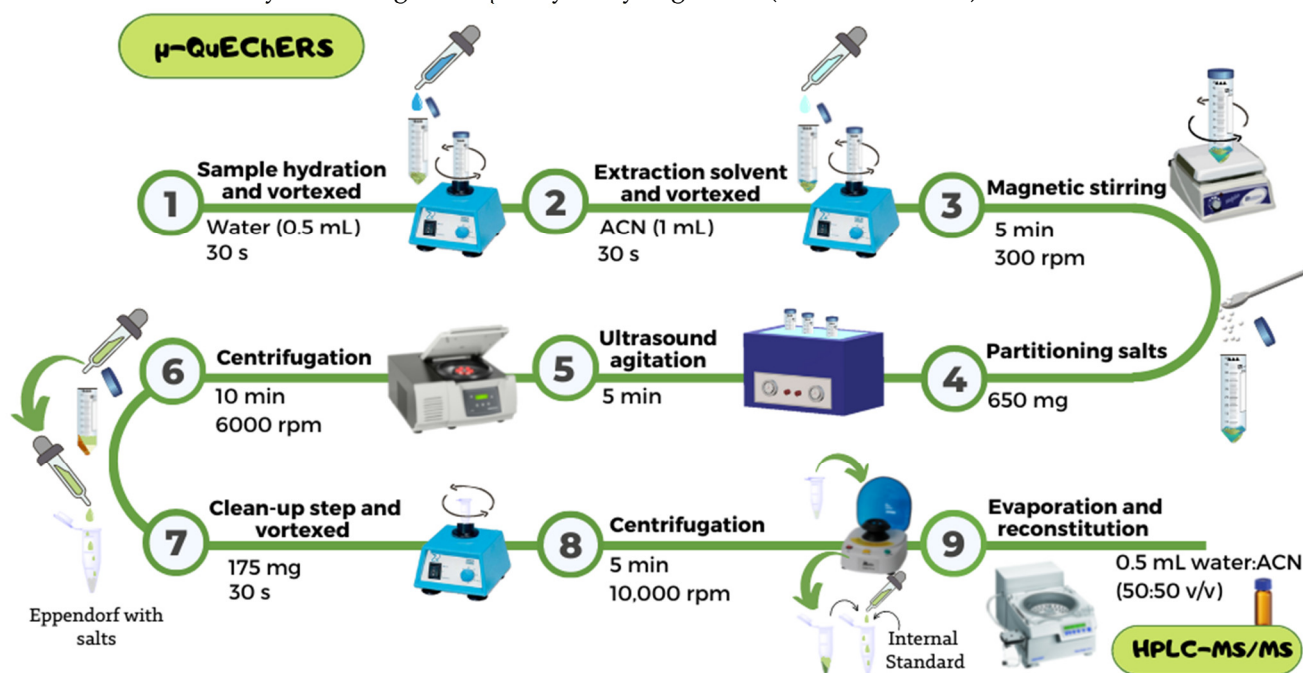 µ-QuEChERS
1
Sample hydration
and vortexed
Water (0.5 mL)
30 s
2
Extraction solvent
and vortexed
ACN (1 mL)
30 s
3
Magnetic stirring
5 min
300 rpm
6
Centrifugation
10 min
6000 rpm
5
Ultrasound
agitation
5 min
4
Partitioning salts
650 mg
7
Clean-up step and
vortexed
175 mg
30 s
8
Centrifugation
5 min
10,000 rpm
9
Evaporation and
reconstitution
0.5 mL water:ACN
(50:50 v/v)
Eppendorf with
salts
Internal
Standard
HPLC-MS/MS